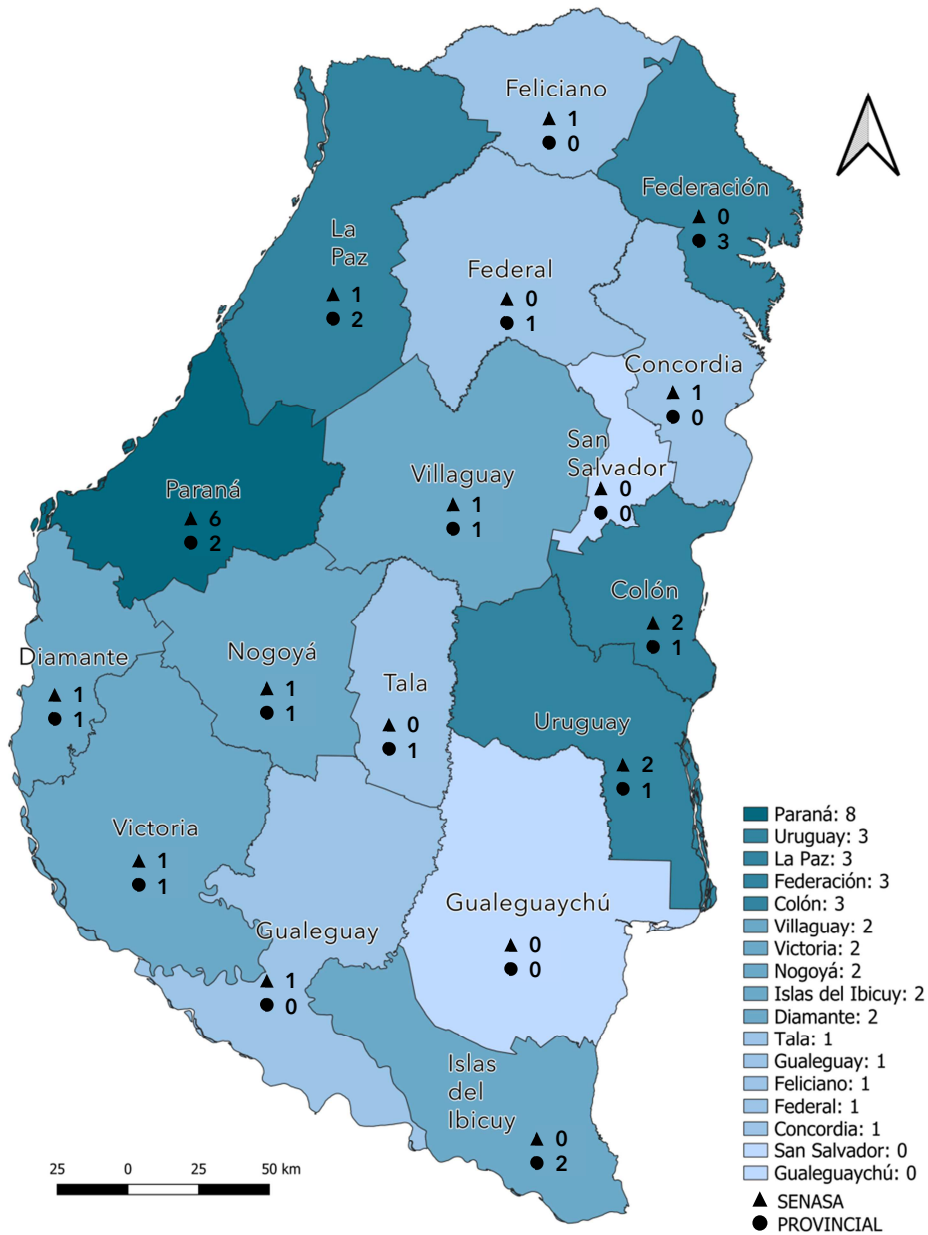 Feliciano
▲ 1
● 0
Federación
▲ 0
● 3
La
Paz
▲ 1
● 2
Federal
▲ 0
● 1
Concordia
▲ 1
● 0
San
Salvador
▲ 0
● 0
Villaguay
▲ 1
● 1
Paraná
▲ 6
● 2
Colón
▲ 2
● 1
Diamante
▲ 1
● 1
Nogoyá
▲ 1
● 1
Tala
▲ 0
● 1
Uruguay
▲ 2
● 1
Victoria
▲ 1
● 1
Gualeguay
▲ 1
● 0
Gualeguaychú
▲ 0
● 0
Islas
del
Ibicuy
▲ 0
● 2
25 0 25 50 km
Paraná: 8
Uruguay: 3
La Paz: 3
Federación: 3
Colón: 3
Villaguay: 2
Victoria: 2
Nogoyá: 2
Islas del Ibicuy: 2
Diamante: 2
Tala: 1
Gualeguay: 1
Feliciano: 1
Federal: 1
Concordia: 1
San Salvador: 0
Gualeguaychú: 0
▲ SENASA
● PROVINCIAL